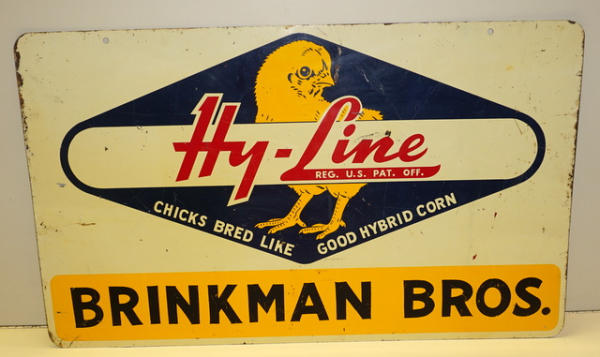 Hy-Line
REG. U.S. PAT. OFF.
CHICKS BRED LIKE GOOD HYBRID CORN
BRINKMAN BROS.